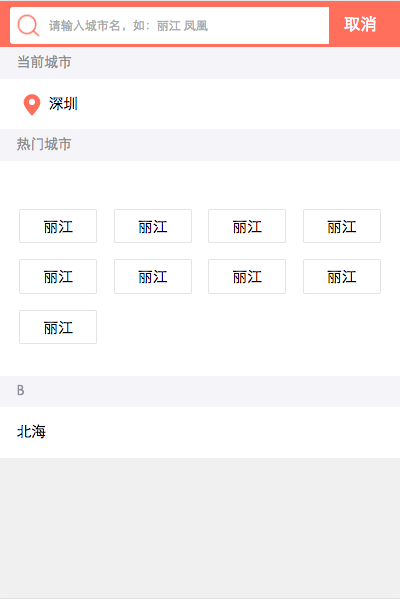 请输入城市名，如：丽江 凤凰 取消
当前城市
深圳
热门城市
丽江 丽江 丽江 丽江
丽江 丽江 丽江 丽江
丽江
B
北海